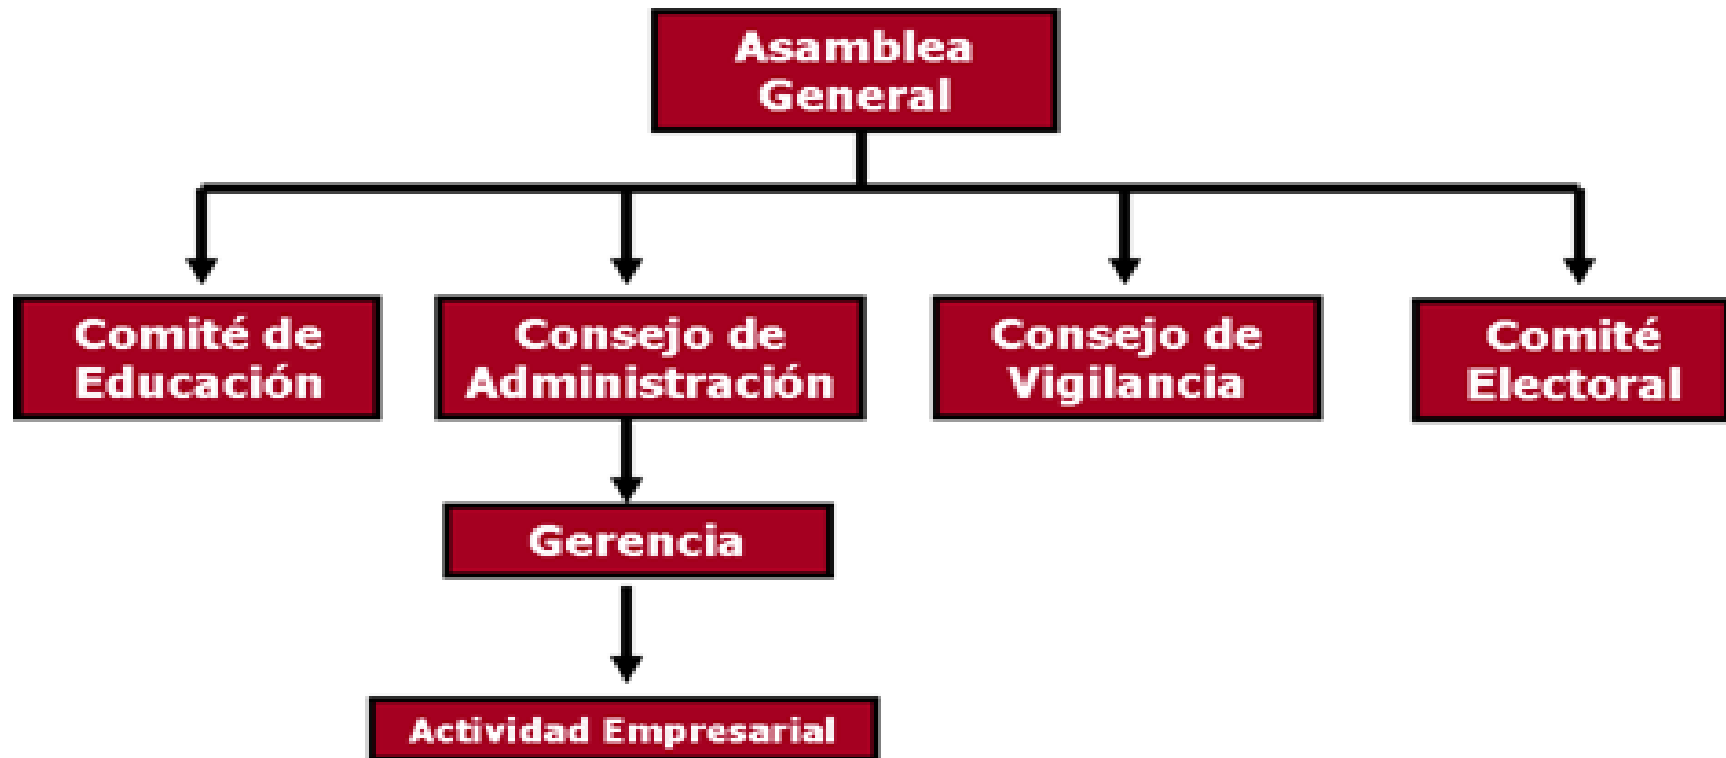 Asamblea
General
Comité de
Educación
Consejo de
Administración
Consejo de
Vigilancia
Comité
Electoral
Gerencia
Actividad Empresarial